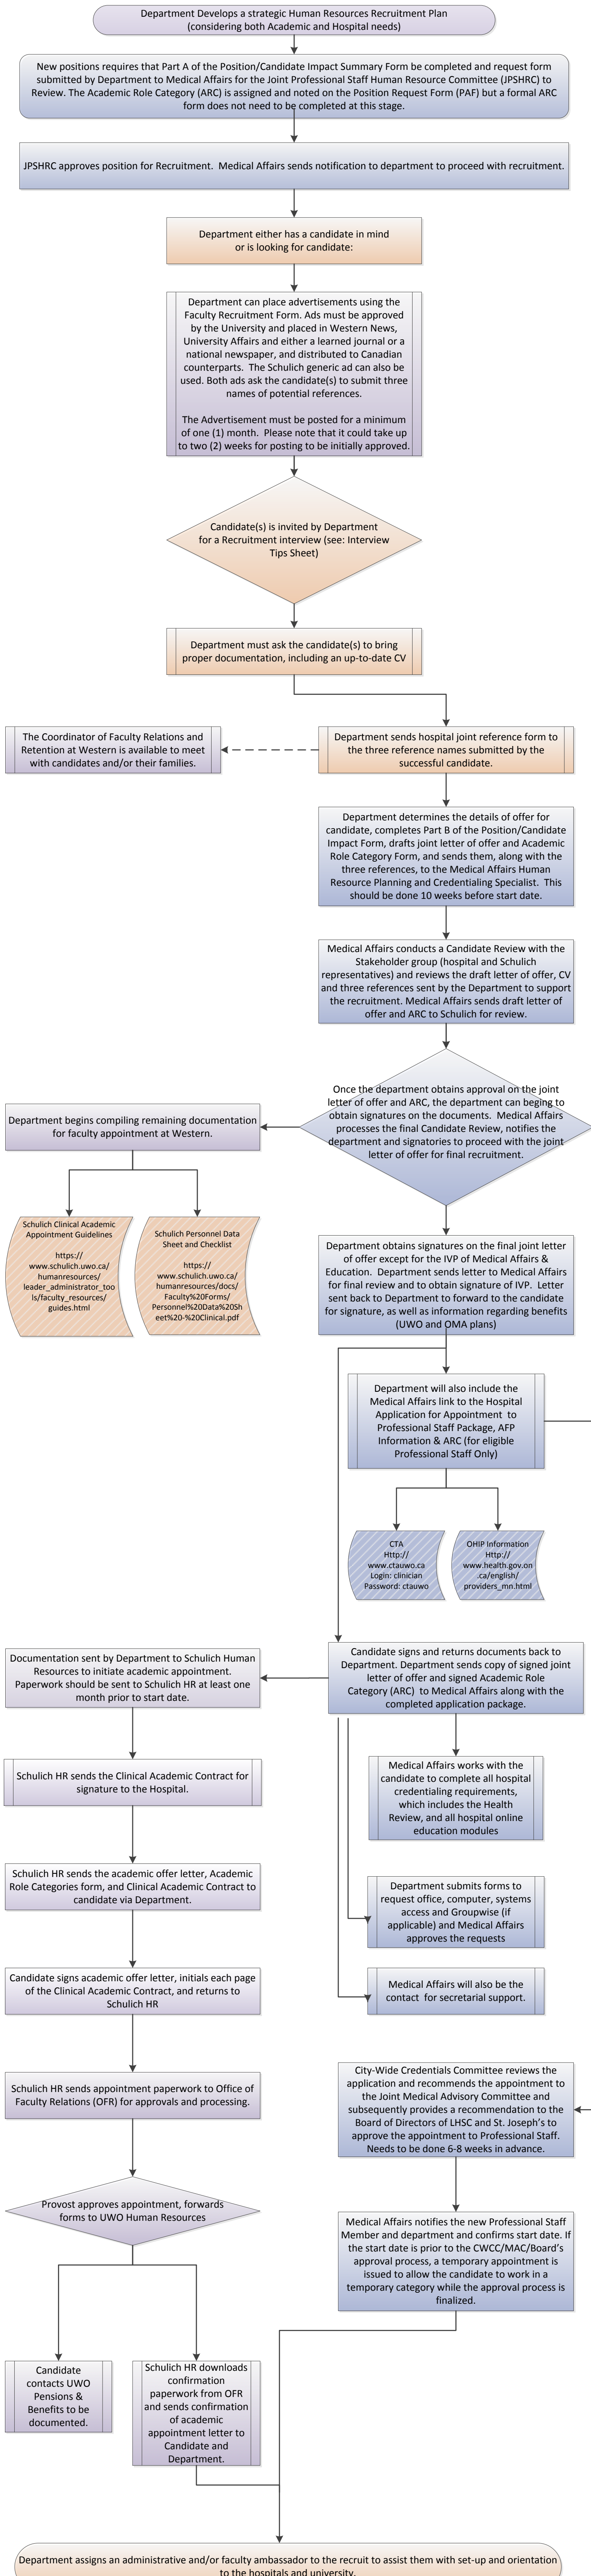 Department Develops a strategic Human Resources Recruitment Plan
(considering both Academic and Hospital needs)
New positions requires that Part A of the Position/Candidate Impact Summary Form be completed and request form
submitted by Department to Medical Affairs for the Joint Professional Staff Human Resource Committee (JPSHRC) to
Review. The Academic Role Category (ARC) is assigned and noted on the Position Request Form (PAF) but a formal ARC
form does not need to be completed at this stage.
JPSHRC approves position for Recruitment.  Medical Affairs sends notification to department to proceed with recruitment.
Department either has a candidate in mind
or is looking for candidate:
Department can place advertisements using the
Faculty Recruitment Form. Ads must be approved
by the University and placed in Western News,
University Affairs and either a learned journal or a
national newspaper, and distributed to Canadian
counterparts.  The Schulich generic ad can also be
used. Both ads ask the candidate(s) to submit three
names of potential references.
The Advertisement must be posted for a minimum
of one (1) month.  Please note that it could take up
to two (2) weeks for posting to be initially approved.
Candidate(s) is invited by Department
for a Recruitment interview (see: Interview
Tips Sheet)
Department must ask the candidate(s) to bring
proper documentation, including an up-to-date CV
The Coordinator of Faculty Relations and
Retention at Western is available to meet
with candidates and/or their families.
Department sends hospital joint reference form to
the three reference names submitted by the
successful candidate.
Department determines the details of offer for
candidate, completes Part B of the Position/Candidate
Impact Form, drafts joint letter of offer and Academic
Role Category Form, and sends them, along with the
three references, to the Medical Affairs Human
Resource Planning and Credentialing Specialist.  This
should be done 10 weeks before start date.
Medical Affairs conducts a Candidate Review with the
Stakeholder group (hospital and Schulich
representatives) and reviews the draft letter of offer, CV
and three references sent by the Department to support
the recruitment. Medical Affairs sends draft letter of
offer and ARC to Schulich for review.
Once the department obtains approval on the joint
letter of offer and ARC, the department can beging to
obtain signatures on the documents.  Medical Affairs
processes the final Candidate Review, notifies the
department and signatories to proceed with the joint
letter of offer for final recruitment.
Department begins compiling remaining documentation
for faculty appointment at Western.
Schulich Clinical Academic
Appointment Guidelines
https://
www.schulich.uwo.ca/
humanresources/
leader_administrator_too
ls/faculty_resources/
guides.html
Schulich Personnel Data
Sheet and Checklist
https://
www.schulich.uwo.ca/
humanresources/docs/
Faculty%20Forms/
Personnel%20Data%20Sh
eet%20-%20Clinical.pdf
Department obtains signatures on the final joint letter
of offer except for the IVP of Medical Affairs &
Education.  Department sends letter to Medical Affairs
for final review and to obtain signature of IVP.  Letter
sent back to Department to forward to the candidate
for signature, as well as information regarding benefits
(UWO and OMA plans)
Department will also include the
Medical Affairs link to the Hospital
Application for Appointment  to
Professional Staff Package, AFP
Information & ARC (for eligible
Professional Staff Only)
CTA
Http://
www.ctauwo.ca
Login: clinician
Password: ctauwo
OHIP Information
Http://
www.health.gov.on
.ca/english/
providers_mn.html
Documentation sent by Department to Schulich Human
Resources to initiate academic appointment.
Paperwork should be sent to Schulich HR at least one
month prior to start date.
Candidate signs and returns documents back to
Department. Department sends copy of signed joint
letter of offer and signed Academic Role
Category (ARC)  to Medical Affairs along with the
completed application package.
Schulich HR sends the Clinical Academic Contract for
signature to the Hospital.
Medical Affairs works with the
candidate to complete all hospital
credentialing requirements,
which includes the Health
Review, and all hospital online
education modules
Schulich HR sends the academic offer letter, Academic
Role Categories form, and Clinical Academic Contract to
candidate via Department.
Department submits forms to
request office, computer, systems
access and Groupwise (if
applicable) and Medical Affairs
approves the requests
Candidate signs academic offer letter, initials each page
of the Clinical Academic Contract, and returns to
Schulich HR
Medical Affairs will also be the
contact  for secretarial support.
Schulich HR sends appointment paperwork to Office of
Faculty Relations (OFR) for approvals and processing.
City-Wide Credentials Committee reviews the
application and recommends the appointment to
the Joint Medical Advisory Committee and
subsequently provides a recommendation to the
Board of Directors of LHSC and St. Joseph's to
approve the appointment to Professional Staff.
Needs to be done 6-8 weeks in advance.
Provost approves appointment, forwards
forms to UWO Human Resources
Medical Affairs notifies the new Professional Staff
Member and department and confirms start date. If
the start date is prior to the CWCC/MAC/Board's
approval process, a temporary appointment is
issued to allow the candidate to work in a
temporary category while the approval process is
finalized.
Candidate
contacts UWO
Pensions &
Benefits to be
documented.
Schulich HR downloads
confirmation
paperwork from OFR
and sends confirmation
of academic
appointment letter to
Candidate and
Department.
Department assigns an administrative and/or faculty ambassador to the recruit to assist them with set-up and orientation
to the hospitals and university.